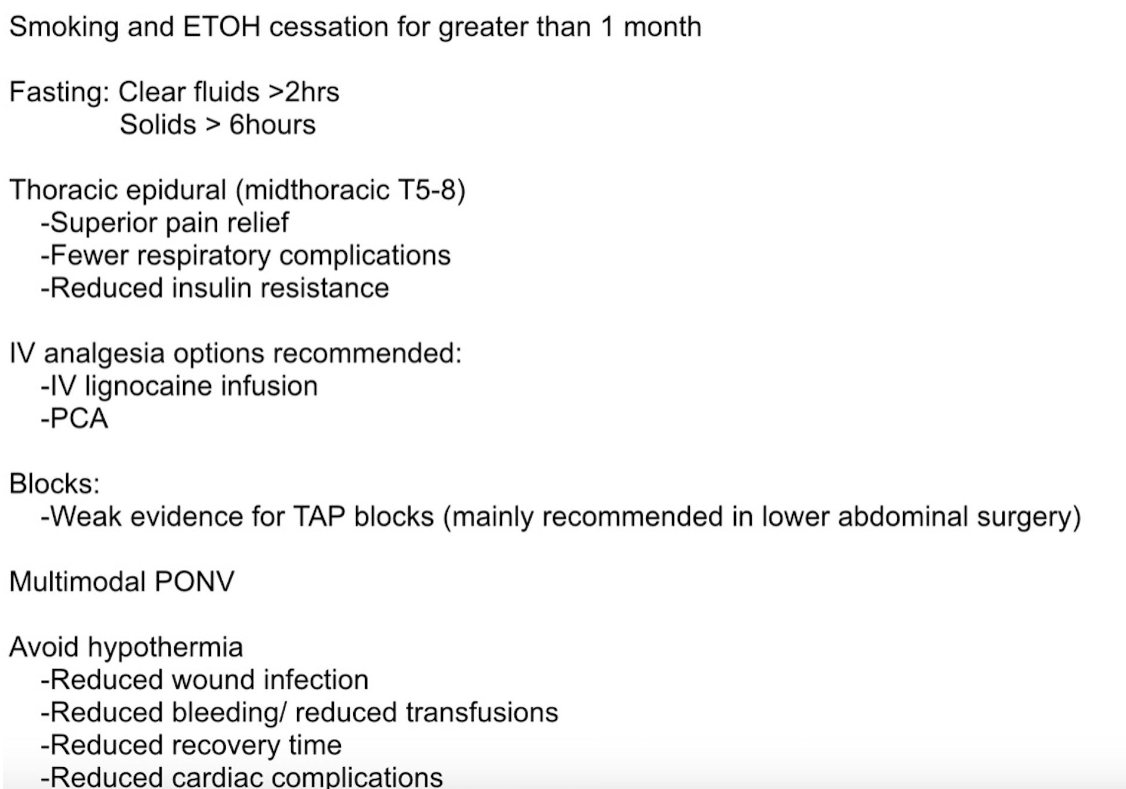 Smoking and ETOH cessation for greater than 1 month
Fasting: Clear fluids >2hrs
Solids > 6hours
Thoracic epidural (midthoracic T5-8)
-Superior pain relief
-Fewer respiratory complications
-Reduced insulin resistance
IV analgesia options recommended:
-IV lignocaine infusion
-PCA
Blocks:
-Weak evidence for TAP blocks (mainly recommended in lower abdominal surgery)
Multimodal PONV
Avoid hypothermia
-Reduced wound infection
-Reduced bleeding/ reduced transfusions
-Reduced recovery time
-Reduced cardiac complications